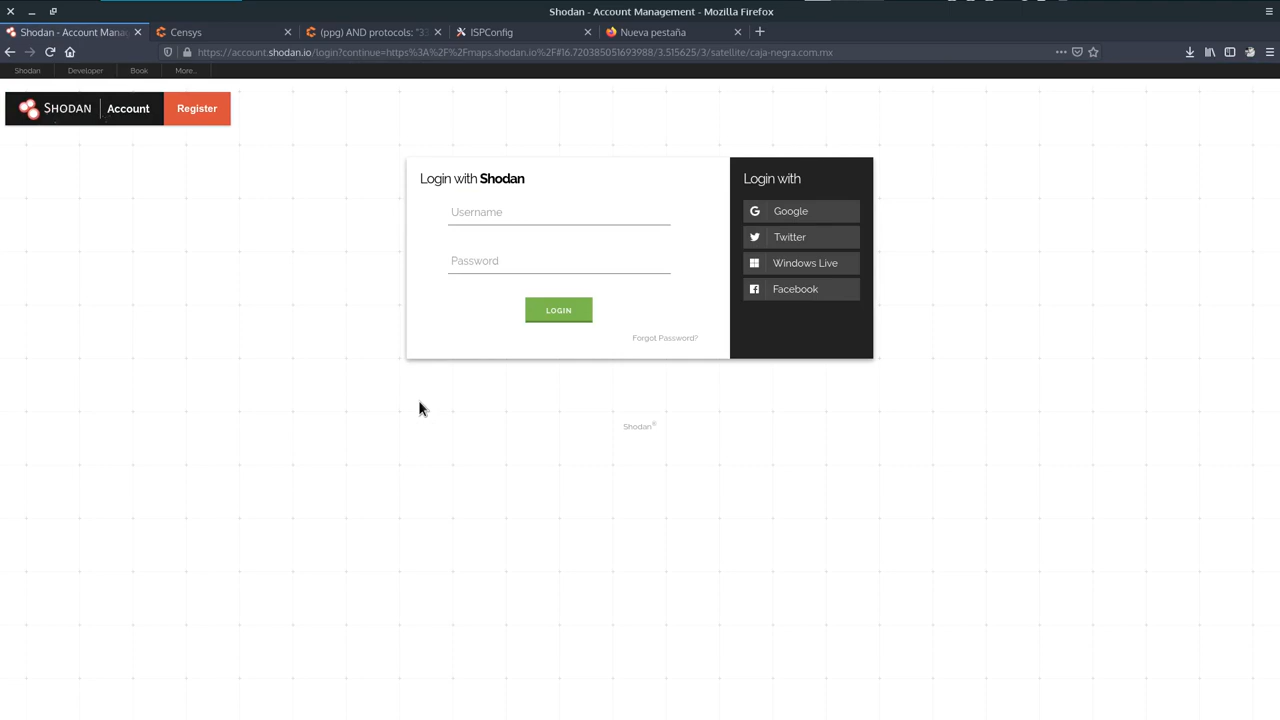 Shodan - Account Management - Mozilla Firefox
Shodan - Account Manag
Censys
(ppg) AND protocols: "33
ISPConfig
Nueva pestaña
https://account.shodan.io/login?continue=https%3A%2F%2Fmaps.shodan.io%2F#16.720385051693988/3.515625/3/satellite/caja-negra.com.mx
Shodan
Developer
Book
More...
SHODAN
Account
Register
Login with Shodan
Username
Password
LOGIN
Forgot Password?
Login with
Google
Twitter
Windows Live
Facebook
Shodan®